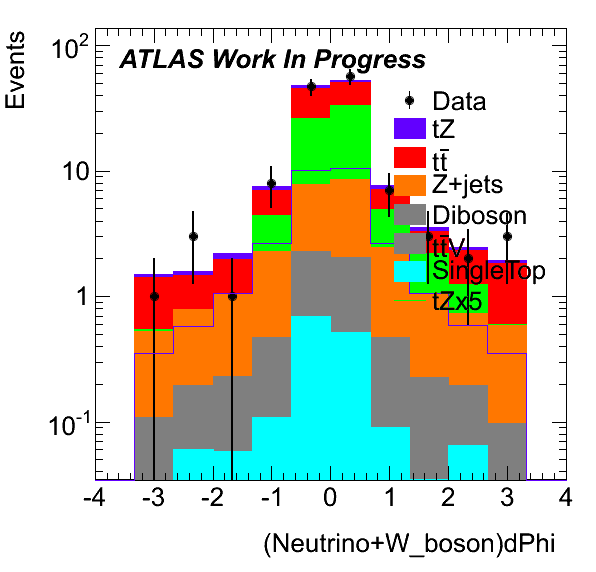 Events
10²
10
1
10⁻¹
ATLAS Work In Progress
Data
tZ
tt̄
Z+jets
Diboson
tt̄V
SingleTop
tZx5
-4 -3 -2 -1 0 1 2 3 4
(Neutrino+W_boson)dPhi